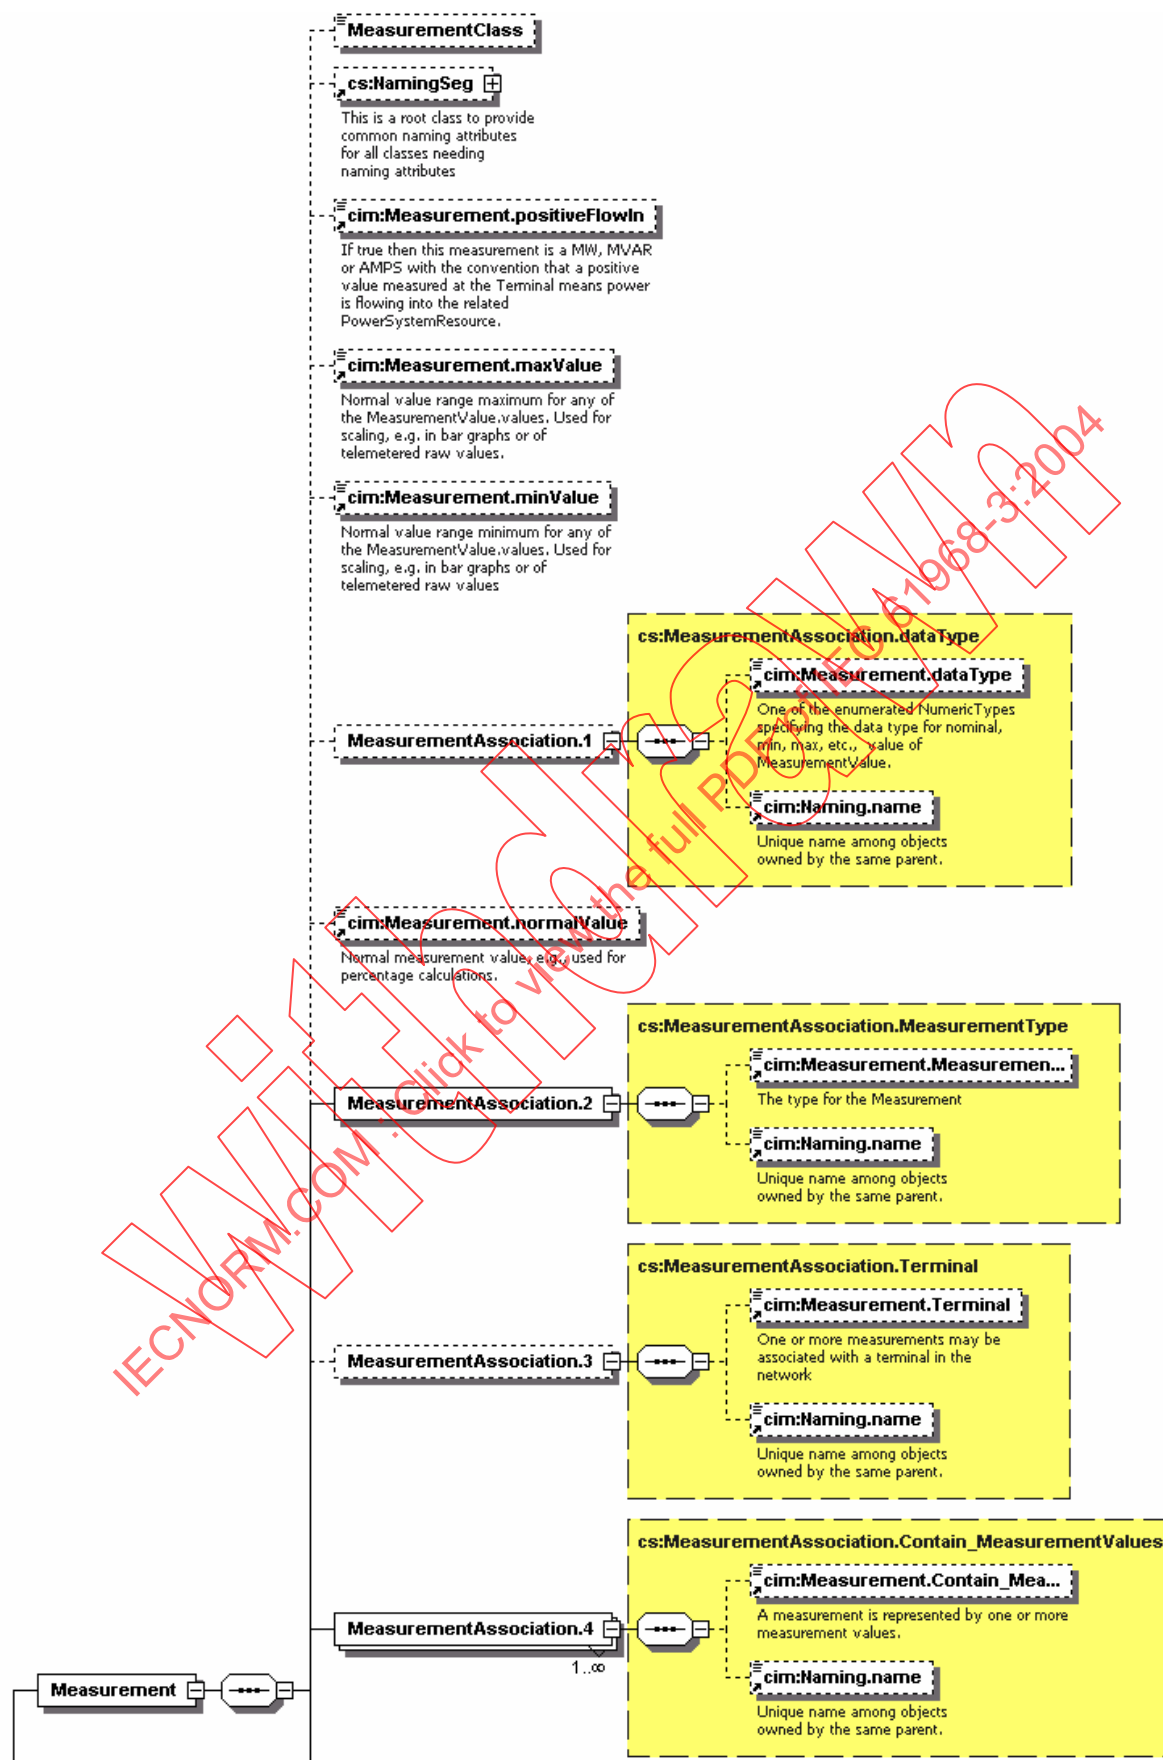 MeasurementClass
cs:NamingSeg
This is a root class to provide
common naming attributes
for all classes needing
naming attributes
cim:Measurement.positiveFlowIn
If true then this measurement is a MW, MVAR
or AMPS with the convention that a positive
value measured at the Terminal means power
is flowing into the related
PowerSystemResource.
cim:Measurement.maxValue
Normal value range maximum for any of
the MeasurementValue.values. Used for
scaling, e.g. in bar graphs or of
telemetered raw values.
cim:Measurement.minValue
Normal value range minimum for any of
the MeasurementValue.values. Used for
scaling, e.g. in bar graphs or of
telemetered raw values
cs:MeasurementAssociation.dataType
cim:Measurement.dataType
One of the enumerated NumericTypes
specifying the data type for nominal,
min, max, etc., value of
MeasurementValue.
MeasurementAssociation.1
cim:Naming.name
Unique name among objects
owned by the same parent.
cim:Measurement.normalValue
Normal measurement value, e.g., used for
percentage calculations.
cs:MeasurementAssociation.MeasurementType
cim:Measurement.Measuremen...
The type for the Measurement
MeasurementAssociation.2
cim:Naming.name
Unique name among objects
owned by the same parent.
cs:MeasurementAssociation.Terminal
cim:Measurement.Terminal
One or more measurements may be
associated with a terminal in the
network
MeasurementAssociation.3
cim:Naming.name
Unique name among objects
owned by the same parent.
cs:MeasurementAssociation.Contain_MeasurementValues
cim:Measurement.Contain_Mea...
A measurement is represented by one or more
measurement values.
MeasurementAssociation.4
1..∞
cim:Naming.name
Unique name among objects
owned by the same parent.
Measurement
Withdrawn
IECNORM.COM : Click to view the full PDF of IEC 61968-3:2004